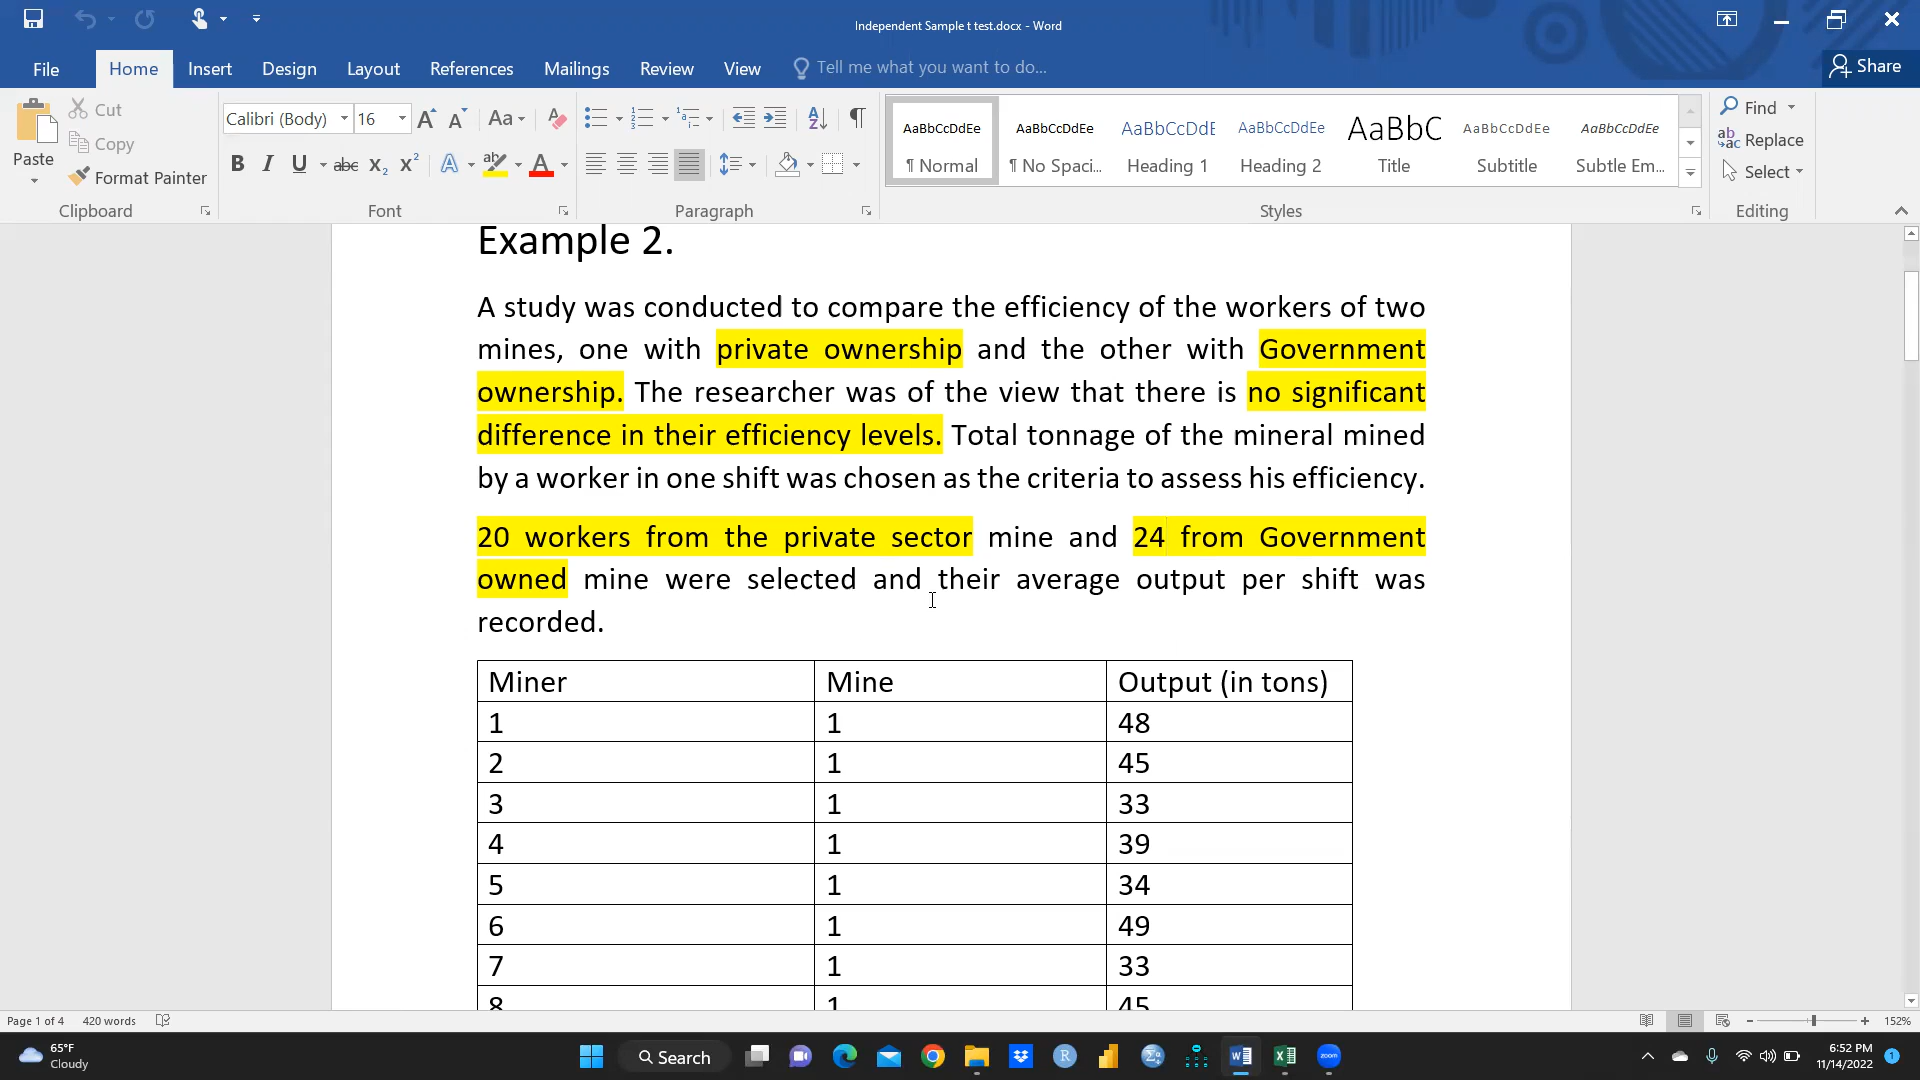 Independent Sample t test.docx - Word
File Home Insert Design Layout References Mailings Review View Tell me what you want to do... Share
Cut
Copy
Paste
Format Painter
Clipboard
Calibri (Body) 16
Font
Paragraph
AaBbCcDdEe AaBbCcDdEe AaBbCcDdE AaBbCcDdEe AaBbC AaBbCcDdEe AaBbCcDdEe
¶ Normal ¶ No Spaci... Heading 1 Heading 2 Title Subtitle Subtle Em...
Styles
Find
Replace
Select
Editing
Example 2.
A study was conducted to compare the efficiency of the workers of two
mines, one with private ownership and the other with Government
ownership. The researcher was of the view that there is no significant
difference in their efficiency levels. Total tonnage of the mineral mined
by a worker in one shift was chosen as the criteria to assess his efficiency.
20 workers from the private sector mine and 24 from Government
owned mine were selected and their average output per shift was
recorded.
Miner Mine Output (in tons)
1 1 48
2 1 45
3 1 33
4 1 39
5 1 34
6 1 49
7 1 33
8 1 45
Page 1 of 4 420 words 152%
65°F
Cloudy
Search
zoom
6:52 PM
11/14/2022
1